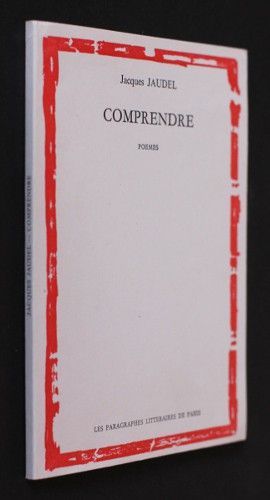 Jacques JAUDEL
COMPRENDRE
POEMES
LES PARAGRAPHES LITTERAIRES DE PARIS
JACQUES JAUDEL — COMPRENDRE